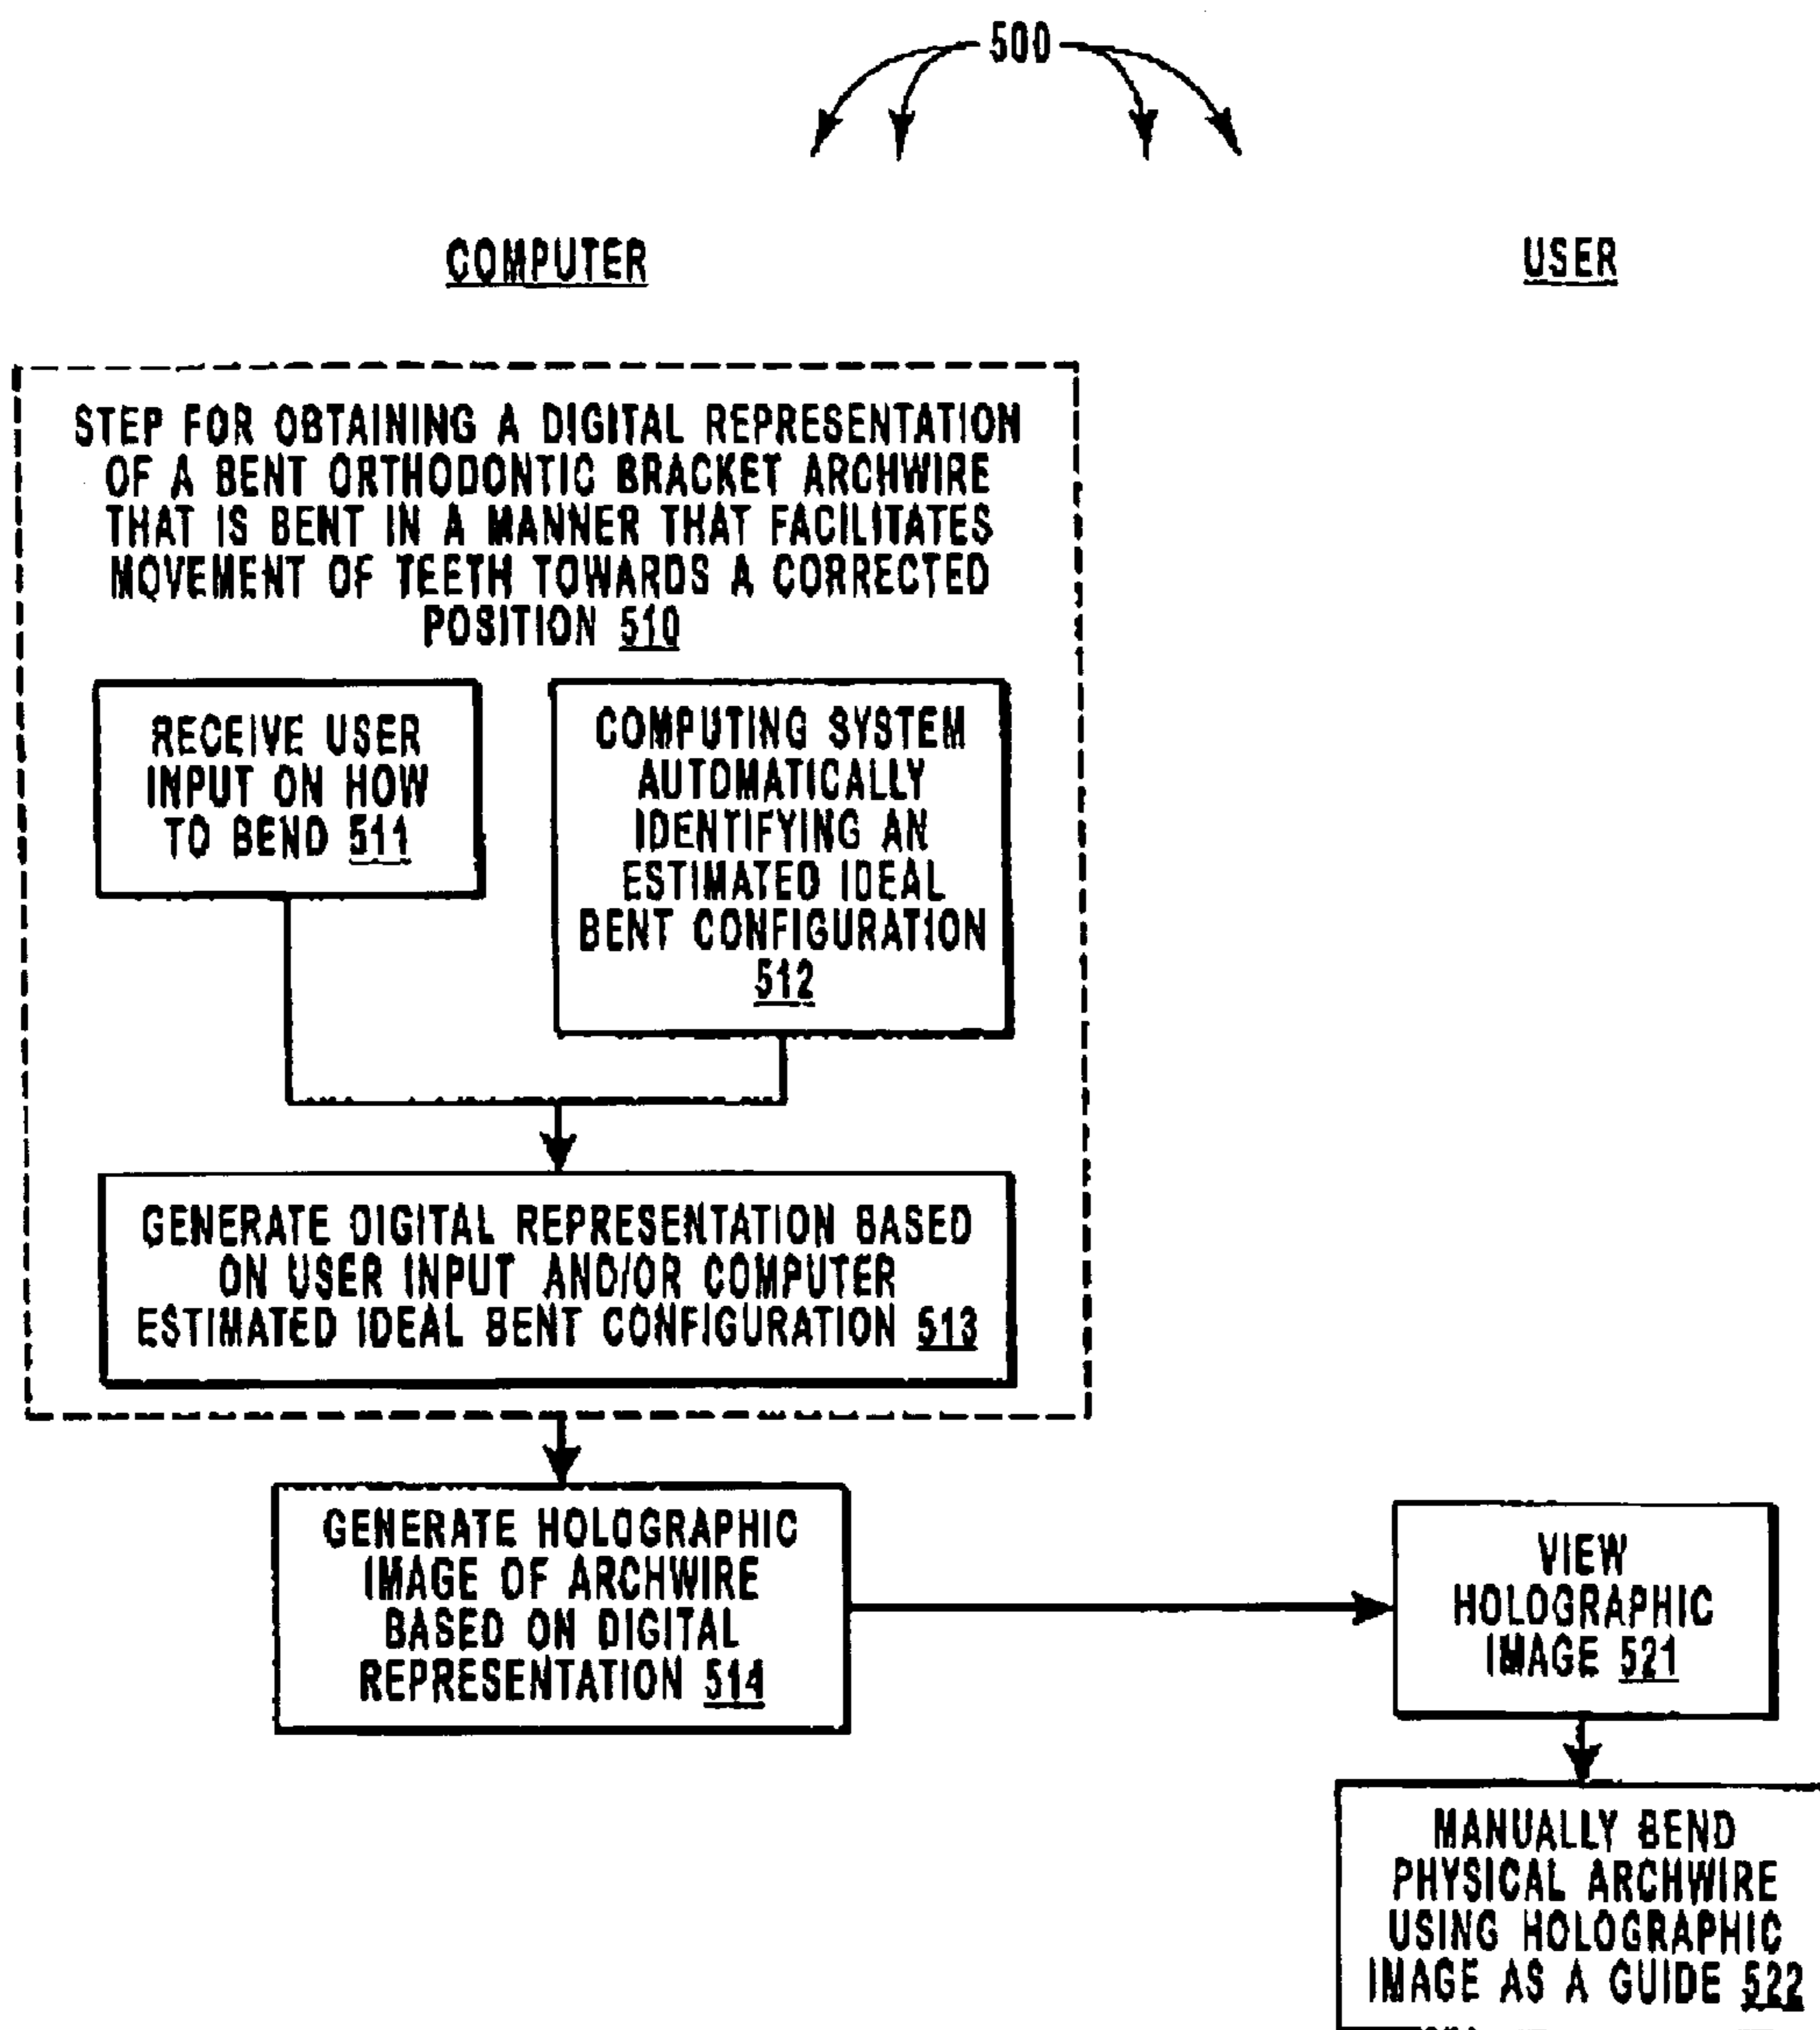 500
COMPUTER
USER
STEP FOR OBTAINING A DIGITAL REPRESENTATION
OF A BENT ORTHODONTIC BRACKET ARCHWIRE
THAT IS BENT IN A MANNER THAT FACILITATES
MOVEMENT OF TEETH TOWARDS A CORRECTED
POSITION 510
RECEIVE USER
INPUT ON HOW
TO BEND 511
COMPUTING SYSTEM
AUTOMATICALLY
IDENTIFYING AN
ESTIMATED IDEAL
BENT CONFIGURATION
512
GENERATE DIGITAL REPRESENTATION BASED
ON USER INPUT AND/OR COMPUTER
ESTIMATED IDEAL BENT CONFIGURATION 513
GENERATE HOLOGRAPHIC
IMAGE OF ARCHWIRE
BASED ON DIGITAL
REPRESENTATION 514
VIEW
HOLOGRAPHIC
IMAGE 521
MANUALLY BEND
PHYSICAL ARCHWIRE
USING HOLOGRAPHIC
IMAGE AS A GUIDE 522